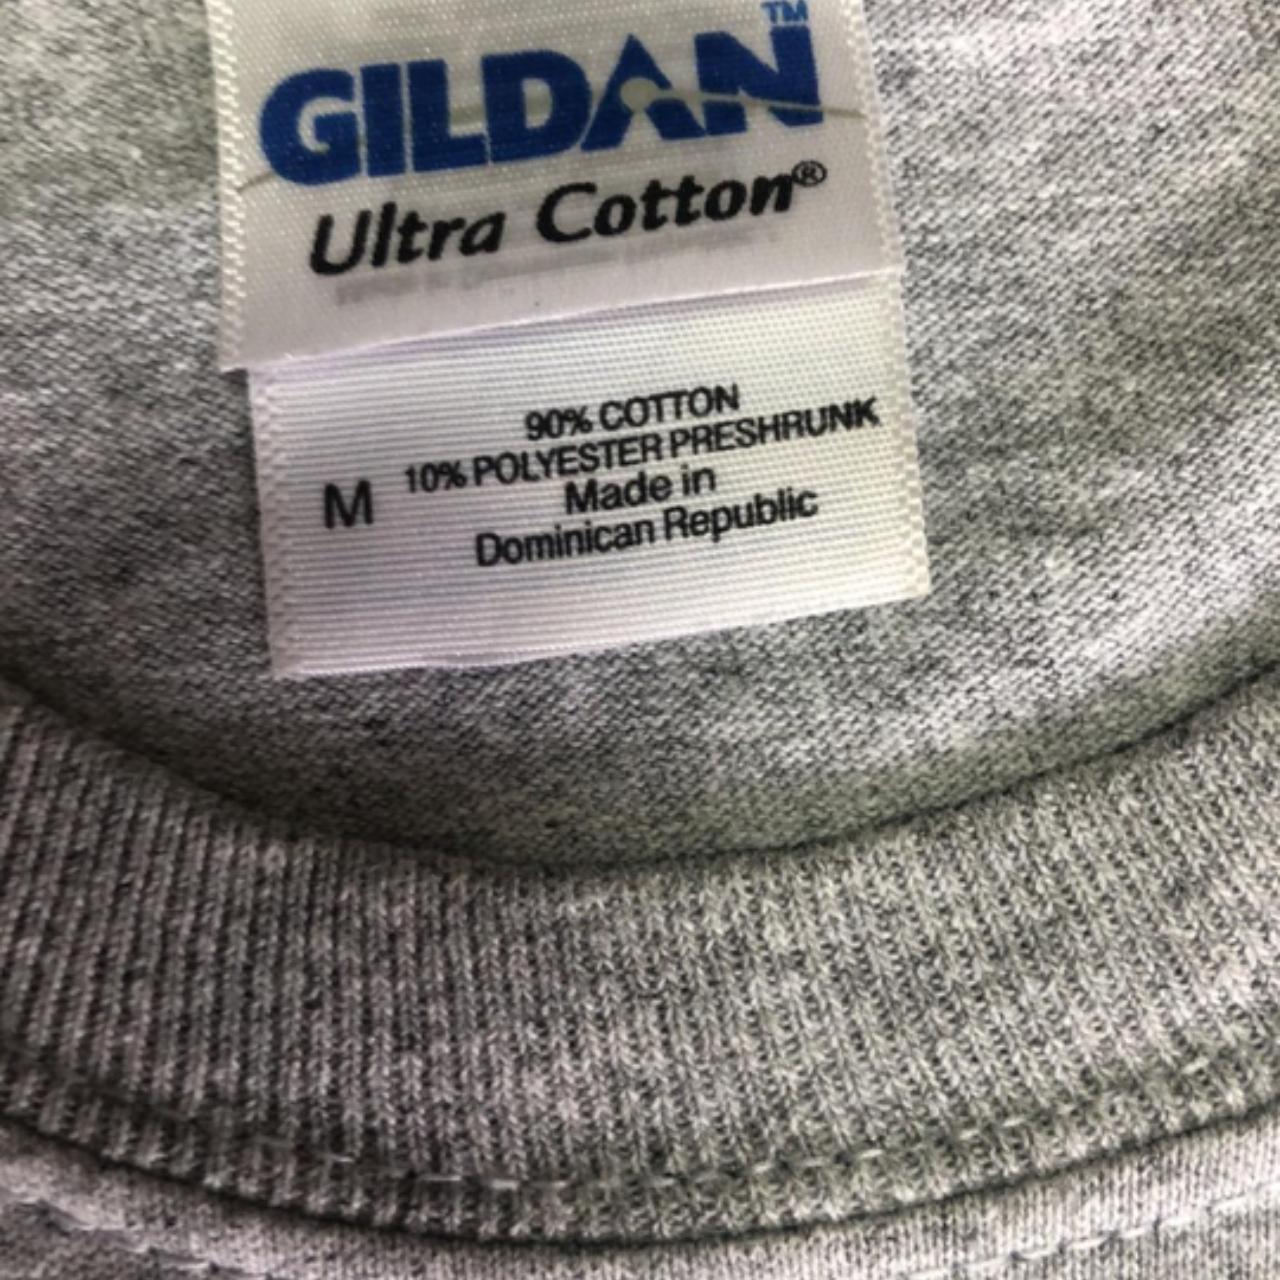 GILDAN™
Ultra Cotton®
90% COTTON
10% POLYESTER PRESHRUNK
M
Made in
Dominican Republic